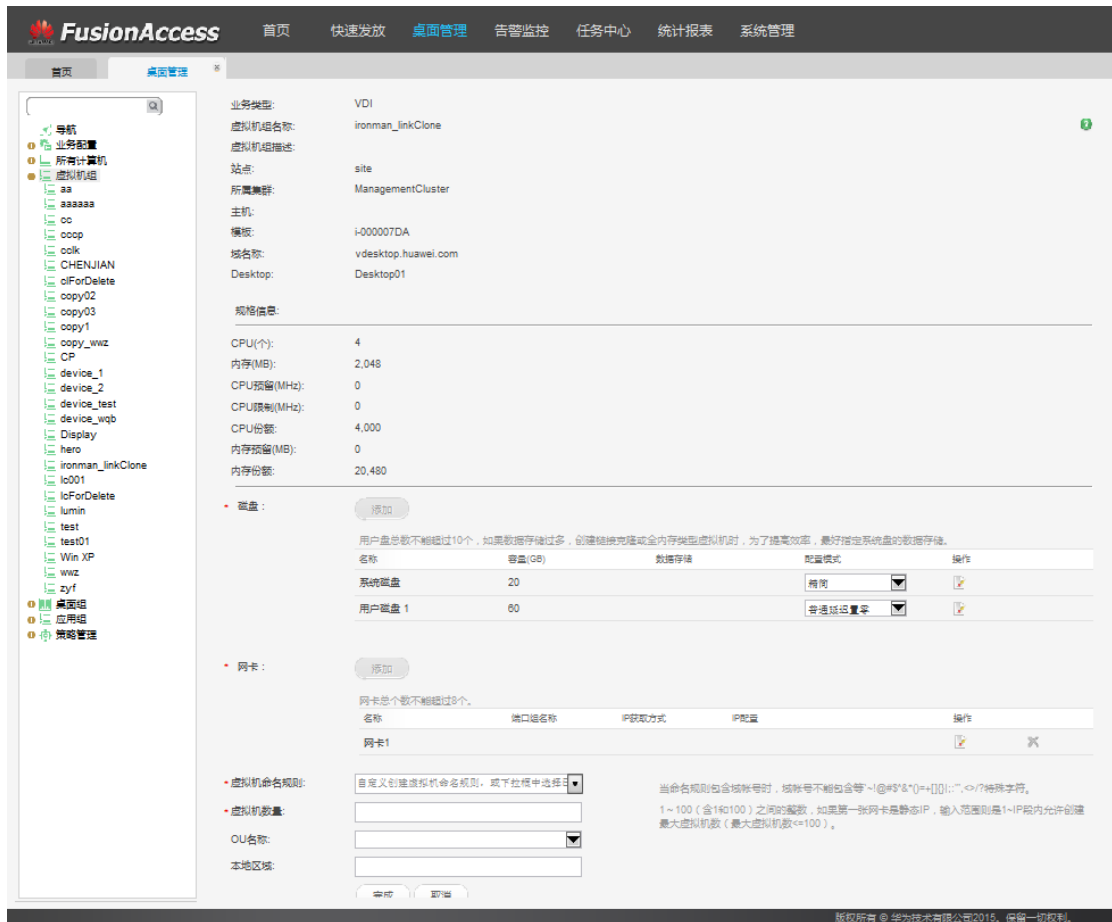 FusionAccess 首页 快速发放 桌面管理 告警监控 任务中心 统计报表 系统管理
首页 桌面管理
导航
业务配置
所有计算机
虚拟机组
aa
aaaaaa
cc
cccp
cclk
CHENJIAN
clForDelete
copy02
copy03
copy1
copy_wwz
CP
device_1
device_2
device_test
device_wqb
Display
hero
ironman_linkClone
lc001
lcForDelete
lumin
test
test01
Win XP
wwz
zyf
桌面组
应用组
策略管理
业务类型: VDI
虚拟机组名称: ironman_linkClone
虚拟机组描述:
站点: site
所属集群: ManagementCluster
主机:
模板: i-000007DA
域名称: vdesktop.huawei.com
Desktop: Desktop01
规格信息:
CPU(个): 4
内存(MB): 2,048
CPU预留(MHz): 0
CPU限制(MHz): 0
CPU份额: 4,000
内存预留(MB): 0
内存份额: 20,480
* 磁盘: 添加
用户盘总数不能超过10个，如果数据存储过多，创建链接克隆或全内存类型虚拟机时，为了提高效率，最好指定系统盘的数据存储。
名称 容量(GB) 数据存储 配置模式 操作
系统磁盘 20 精简
用户磁盘 1 60 普通延迟置零
* 网卡: 添加
网卡总个数不能超过8个。
名称 端口组名称 IP获取方式 IP配置 操作
网卡1
* 虚拟机命名规则: 自定义创建虚拟机命名规则，或下拉框中选择 当命名规则包含域帐号时，域帐号不能包含等`~!@#$^&*()=+[]{}|;:'",<>/?特殊字符。
* 虚拟机数量: 1～100（含1和100）之间的整数，如果第一张网卡是静态IP，输入范围则是1~IP段内允许创建
最大虚拟机数（最大虚拟机数<=100）。
OU名称:
本地区域:
完成 取消
版权所有 © 华为技术有限公司2015。保留一切权利。